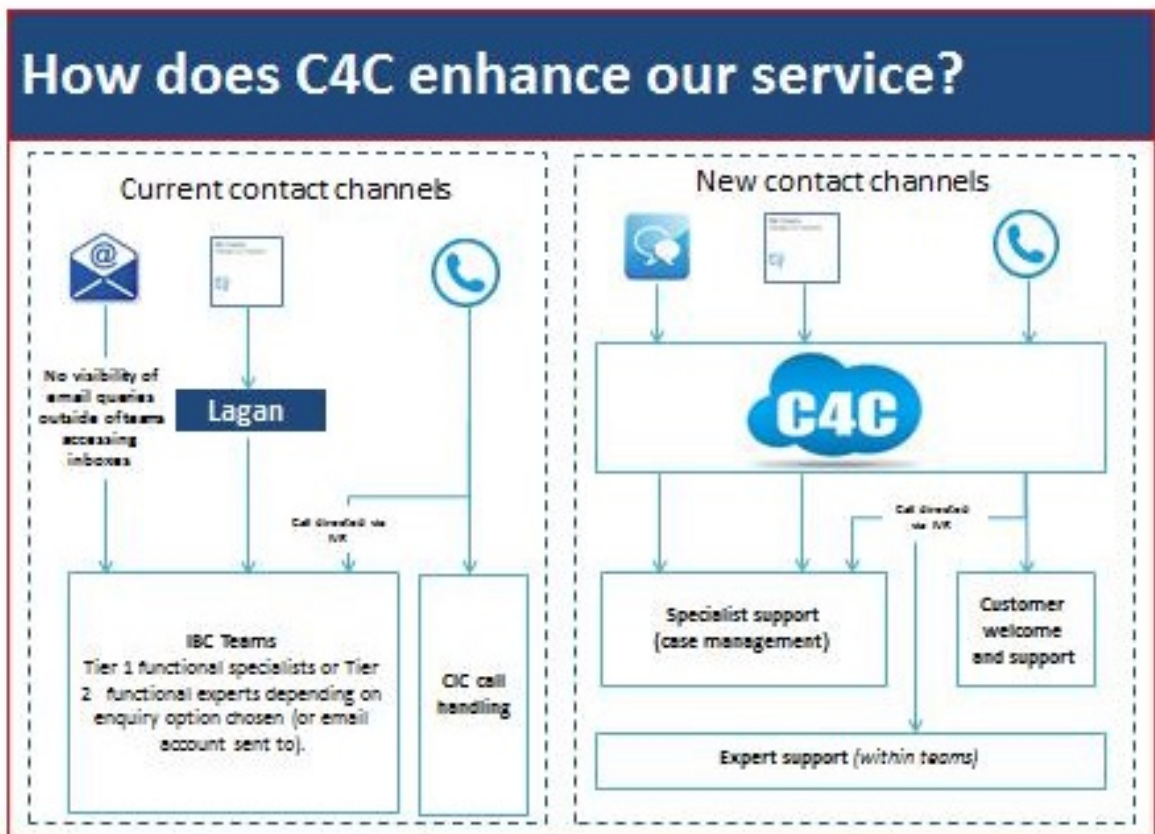 How does C4C enhance our service?
Current contact channels
No visibility of
email queries
outside of teams
accessing
inboxes
Lagan
Call directed via
IVR
IBC Teams
Tier 1 functional specialists or Tier
2 functional experts depending on
enquiry option chosen (or email
account sent to).
CIC call
handling
New contact channels
C4C
Call directed
via IVR
Specialist support
(case management)
Customer
welcome
and support
Expert support (within teams)